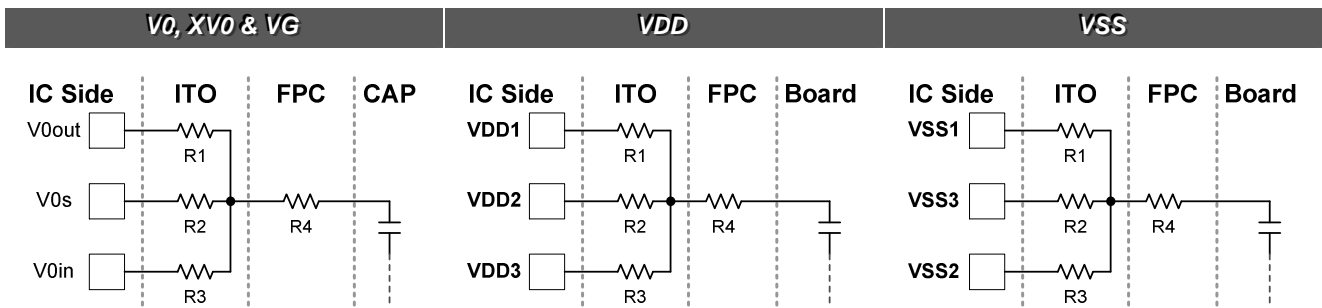 V0, XV0 & VG
VDD
VSS
IC Side ITO FPC CAP
V0out
R1
V0s
R2 R4
V0in
R3
IC Side ITO FPC Board
VDD1
R1
VDD2
R2 R4
VDD3
R3
IC Side ITO FPC Board
VSS1
R1
VSS3
R2 R4
VSS2
R3